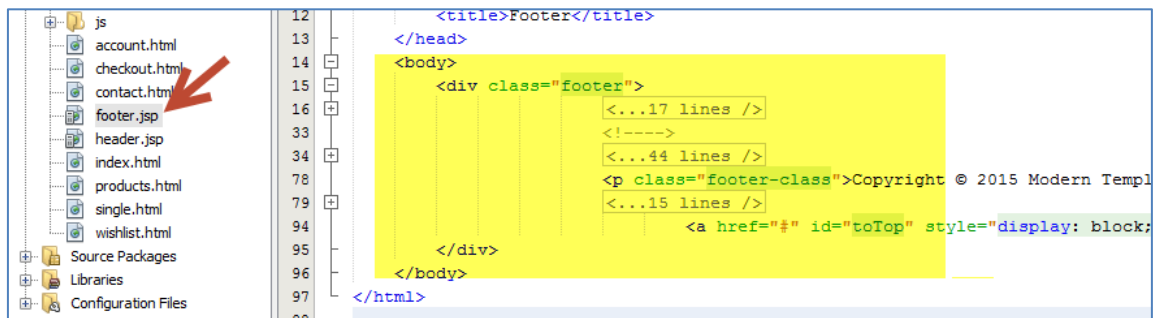 js
account.html
checkout.html
contact.html
footer.jsp
header.jsp
index.html
products.html
single.html
wishlist.html
Source Packages
Libraries
Configuration Files
12 <title>Footer</title>
13 </head>
14 <body>
15 <div class="footer">
16 <...17 lines />
33 <!---->
34 <...44 lines />
78 <p class="footer-class">Copyright © 2015 Modern Templ
79 <...15 lines />
94 <a href="#" id="toTop" style="display: block;
95 </div>
96 </body>
97 </html>